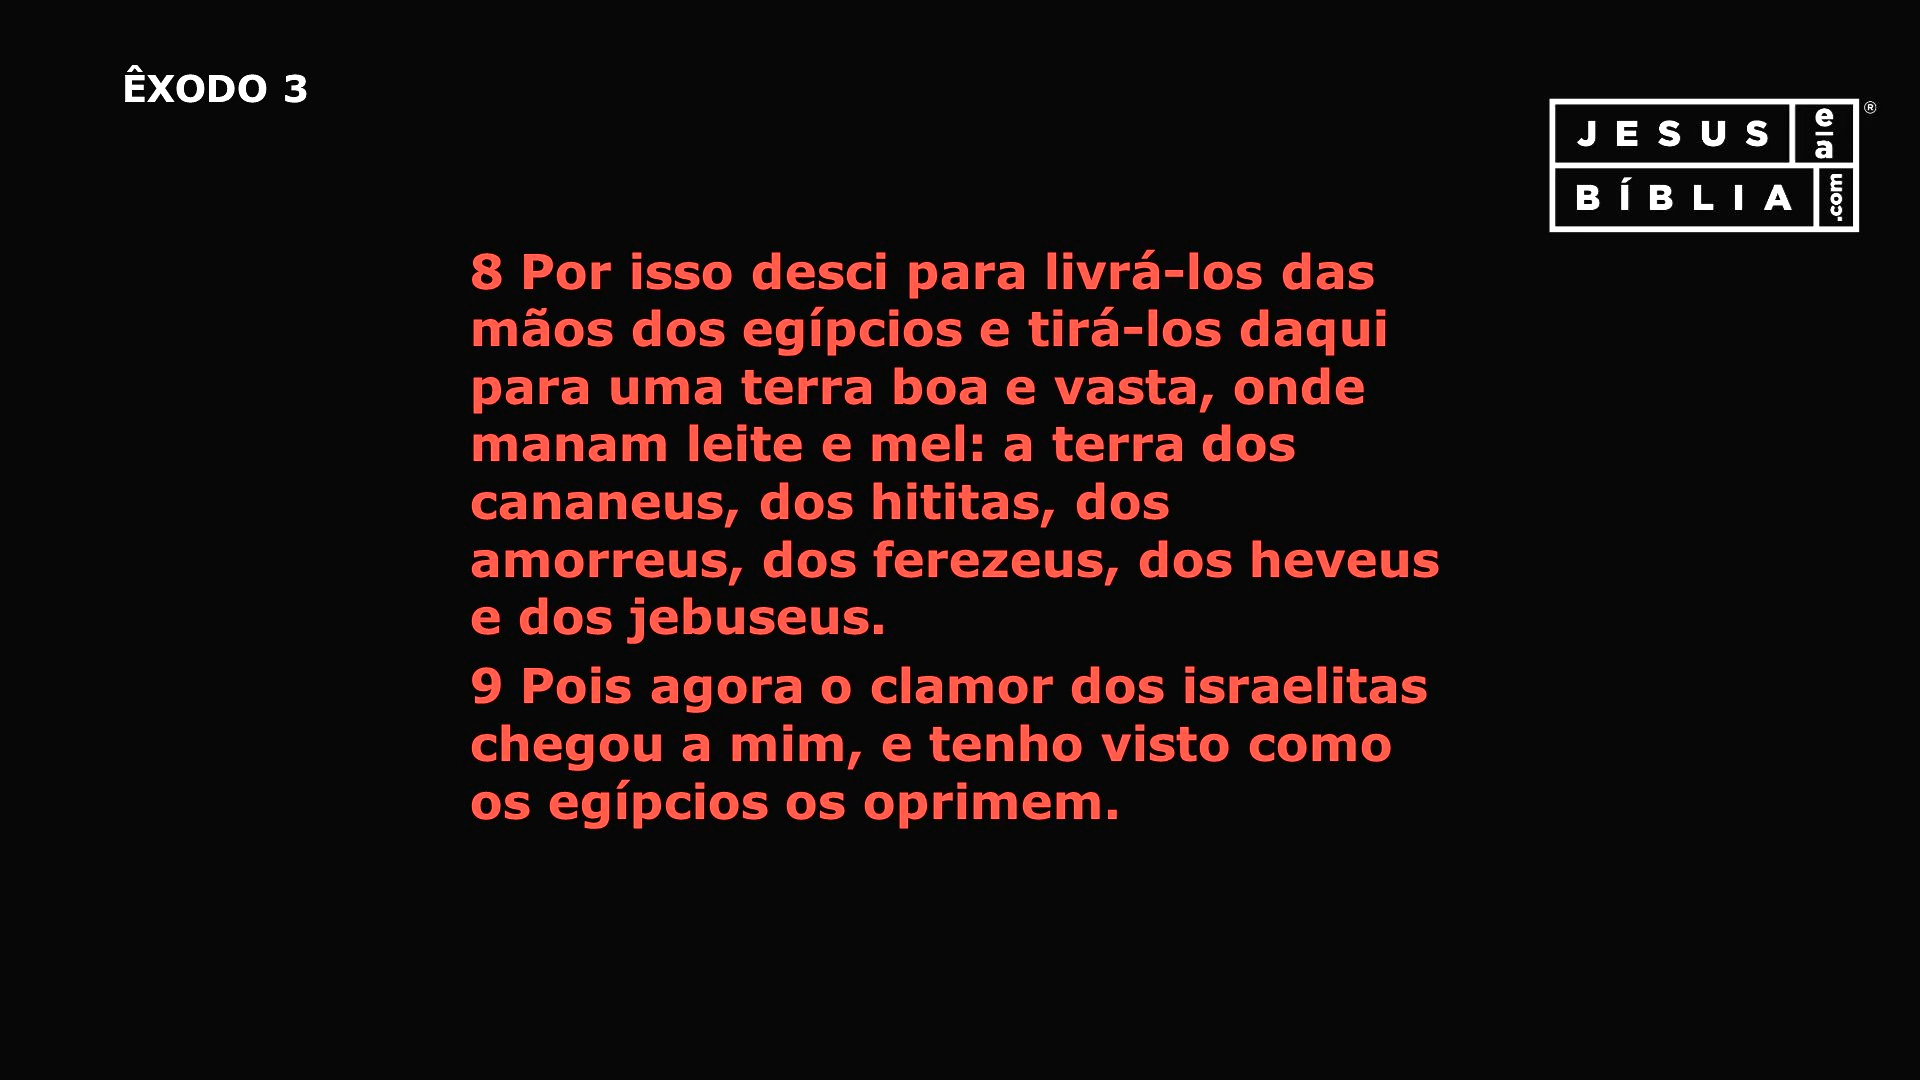 ÊXODO 3
JESUS e a
BÍBLIA .com
®
8 Por isso desci para livrá-los das
mãos dos egípcios e tirá-los daqui
para uma terra boa e vasta, onde
manam leite e mel: a terra dos
cananeus, dos hititas, dos
amorreus, dos ferezeus, dos heveus
e dos jebuseus.
9 Pois agora o clamor dos israelitas
chegou a mim, e tenho visto como
os egípcios os oprimem.